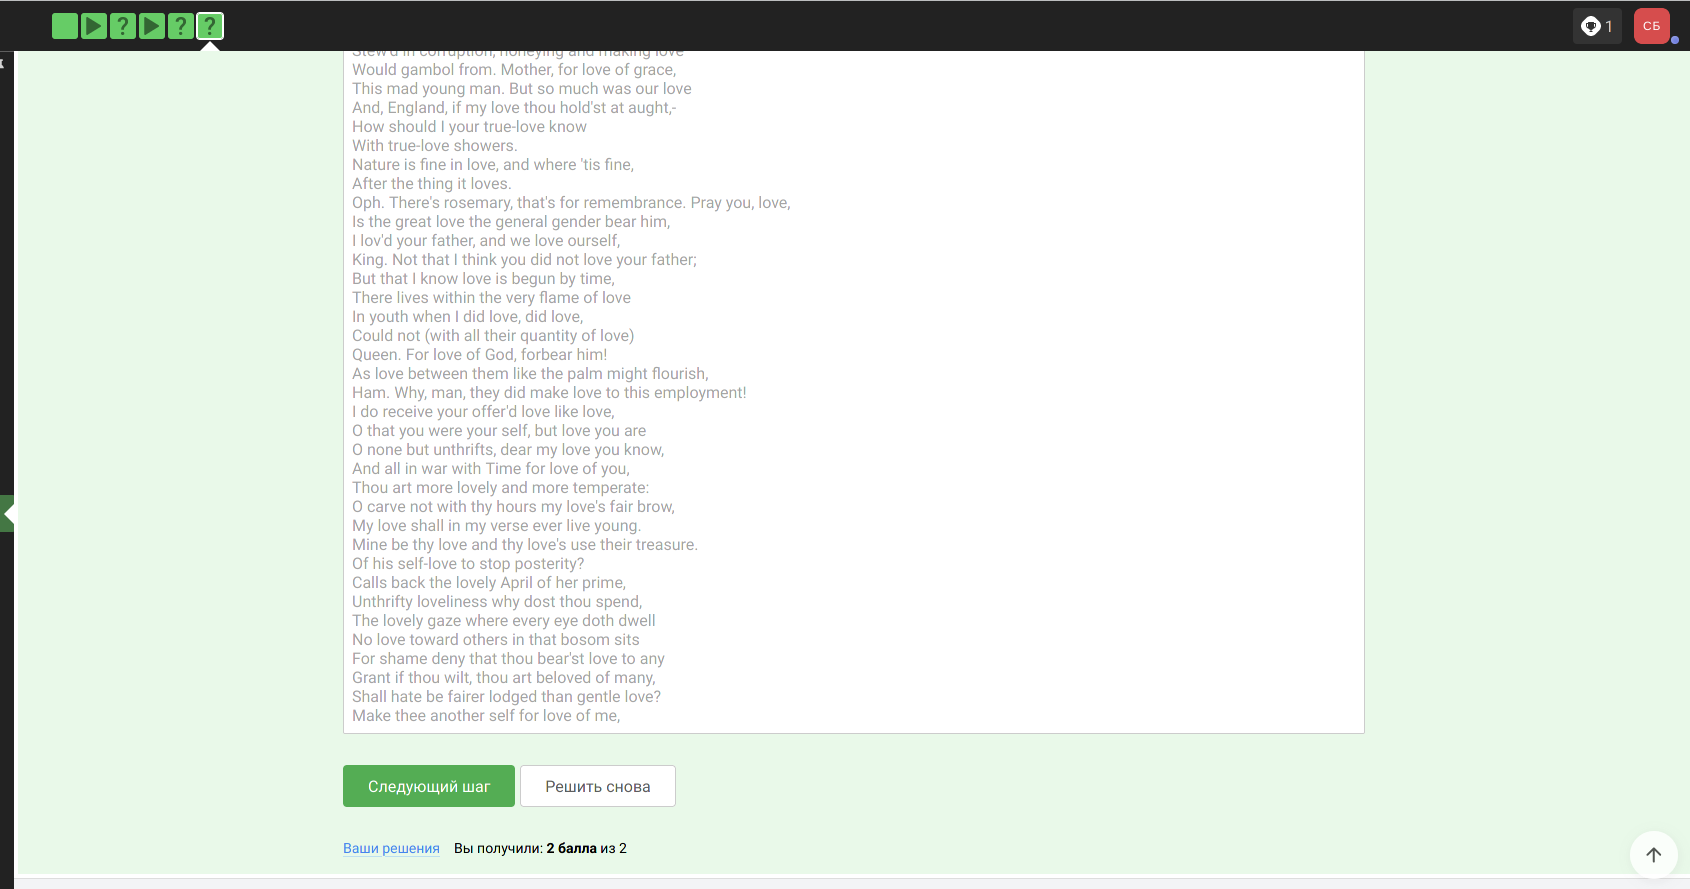 ? ? ?
1
СБ
Stew'd in corruption, honeying and making love
Would gambol from. Mother, for love of grace,
This mad young man. But so much was our love
And, England, if my love thou hold'st at aught,-
How should I your true-love know
With true-love showers.
Nature is fine in love, and where 'tis fine,
After the thing it loves.
Oph. There's rosemary, that's for remembrance. Pray you, love,
Is the great love the general gender bear him,
I lov'd your father, and we love ourself,
King. Not that I think you did not love your father;
But that I know love is begun by time,
There lives within the very flame of love
In youth when I did love, did love,
Could not (with all their quantity of love)
Queen. For love of God, forbear him!
As love between them like the palm might flourish,
Ham. Why, man, they did make love to this employment!
I do receive your offer'd love like love,
O that you were your self, but love you are
O none but unthrifts, dear my love you know,
And all in war with Time for love of you,
Thou art more lovely and more temperate:
O carve not with thy hours my love's fair brow,
My love shall in my verse ever live young.
Mine be thy love and thy love's use their treasure.
Of his self-love to stop posterity?
Calls back the lovely April of her prime,
Unthrifty loveliness why dost thou spend,
The lovely gaze where every eye doth dwell
No love toward others in that bosom sits
For shame deny that thou bear'st love to any
Grant if thou wilt, thou art beloved of many,
Shall hate be fairer lodged than gentle love?
Make thee another self for love of me,
Следующий шаг
Решить снова
Ваши решения Вы получили: 2 балла из 2